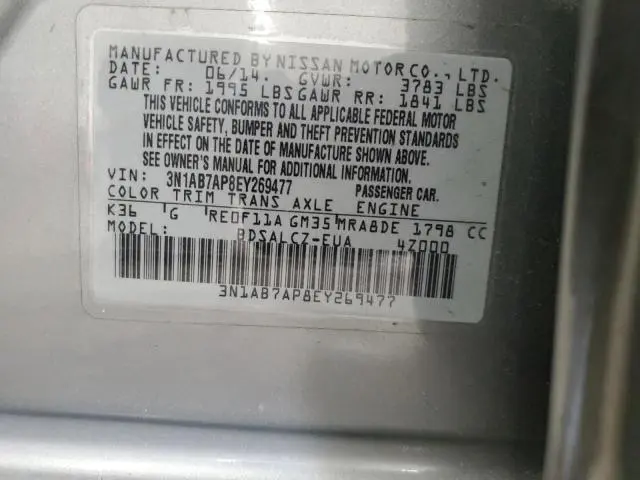 MANUFACTURED BY NISSAN MOTOR CO., LTD.
DATE: 06/14. GVWR: 3783 LBS
GAWR FR: 1995 LBS GAWR RR: 1841 LBS
THIS VEHICLE CONFORMS TO ALL APPLICABLE FEDERAL MOTOR
VEHICLE SAFETY, BUMPER AND THEFT PREVENTION STANDARDS
IN EFFECT ON THE DATE OF MANUFACTURE SHOWN ABOVE.
SEE OWNER'S MANUAL FOR ADDITIONAL INFORMATION.
VIN: 3N1AB7AP8EY269477 PASSENGER CAR.
COLOR TRIM TRANS AXLE ENGINE
K36 G RE0F11A GM35 MRA8DE 1798 CC
MODEL: BDSALCZ-EUA 4Z000
3N1AB7AP8EY269477